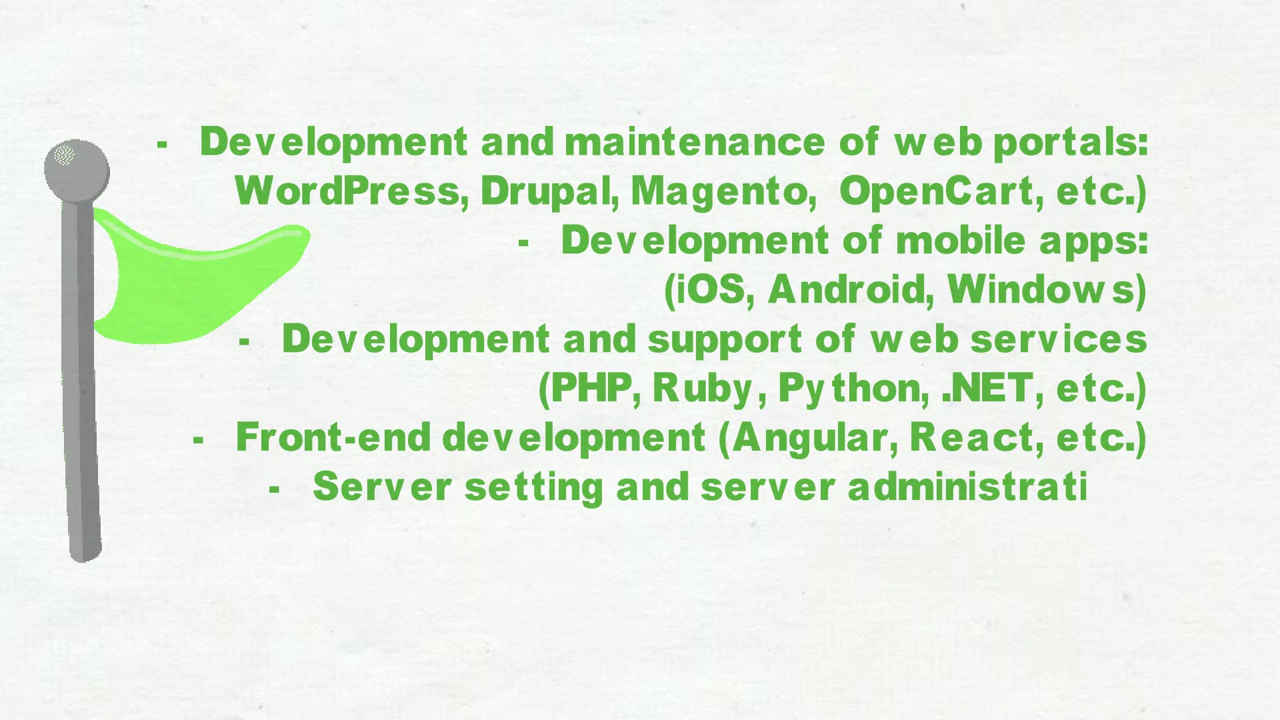 - Development and maintenance of web portals:
WordPress, Drupal, Magento, OpenCart, etc.)
- Development of mobile apps:
(iOS, Android, Windows)
- Development and support of web services
(PHP, Ruby, Python, .NET, etc.)
- Front-end development (Angular, React, etc.)
- Server setting and server administrati